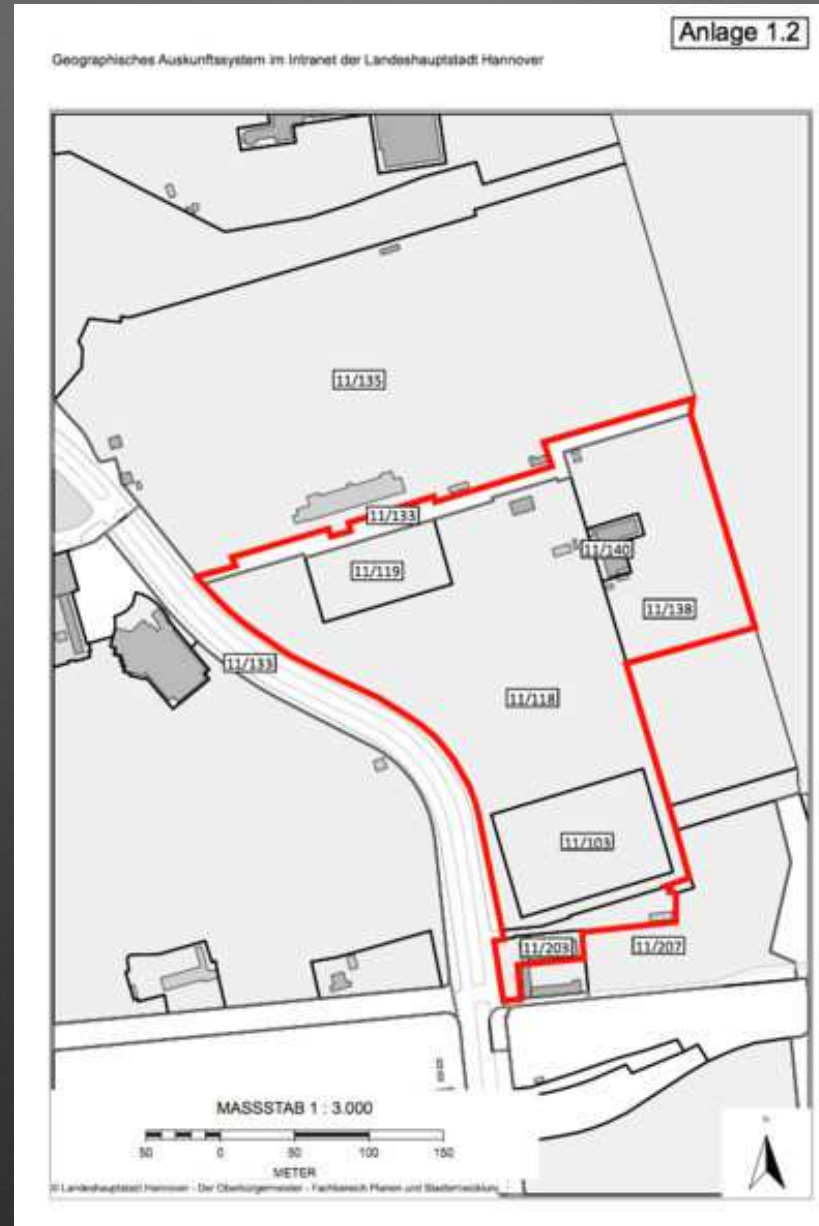 Anlage 1.2
Geographisches Auskunftssystem im Intranet der Landeshauptstadt Hannover
11/135
11/133
11/119
11/140
11/138
11/133
11/118
11/103
11/203
11/207
MASSSTAB 1 : 3.000
50 0 50 100 150
METER
© Landeshauptstadt Hannover - Der Oberbürgermeister - Fachbereich Planen und Stadtentwicklung